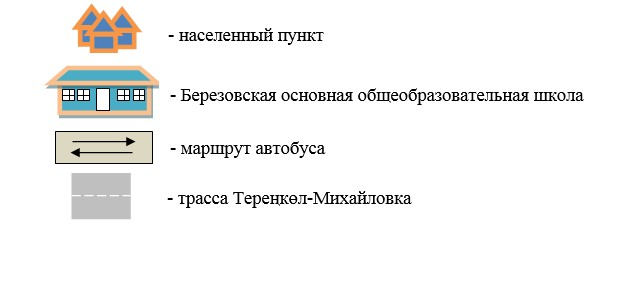 - населенный пункт
- Березовская основная общеобразовательная школа
- маршрут автобуса
- трасса Тереңкөл-Михайловка